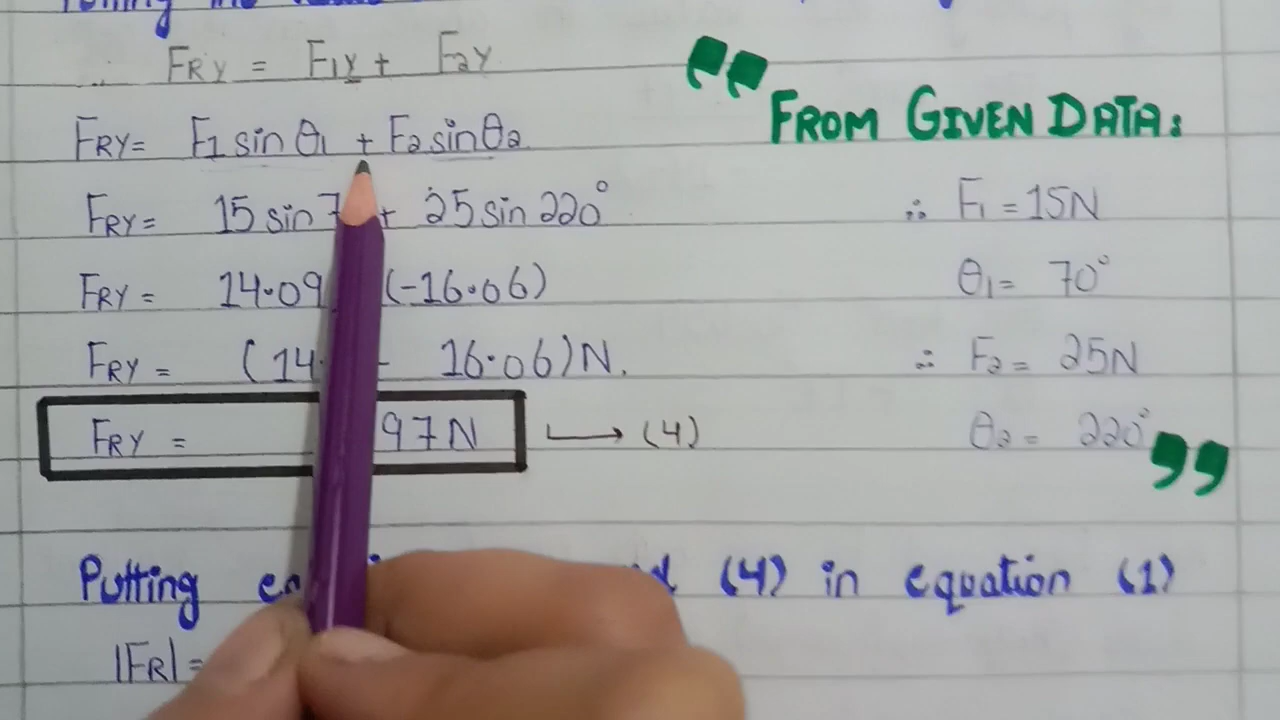 Putting the
FRY = F1Y + F2Y
FRY = F1 sin θ1 + F2 sin θ2
FRY = 15 sin 7 + 25 sin 220°
FRY = 14.09 (-16.06)
FRY = (14. - 16.06)N.
FRY = 97N → (4)
“ FROM GIVEN DATA:
∴ F1 = 15N
θ1 = 70°
∴ F2 = 25N
θ2 = 220° ”
Putting (4) in equation (1)
|FR| =